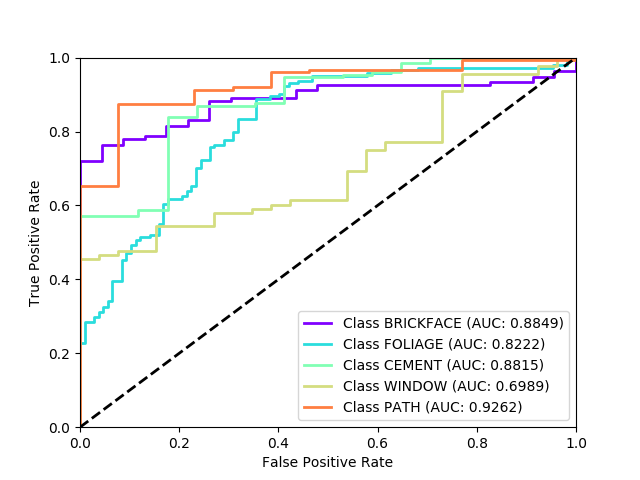 1.0
0.8
0.6
0.4
0.2
0.0
True Positive Rate
Class BRICKFACE (AUC: 0.8849)
Class FOLIAGE (AUC: 0.8222)
Class CEMENT (AUC: 0.8815)
Class WINDOW (AUC: 0.6989)
Class PATH (AUC: 0.9262)
0.0 0.2 0.4 0.6 0.8 1.0
False Positive Rate